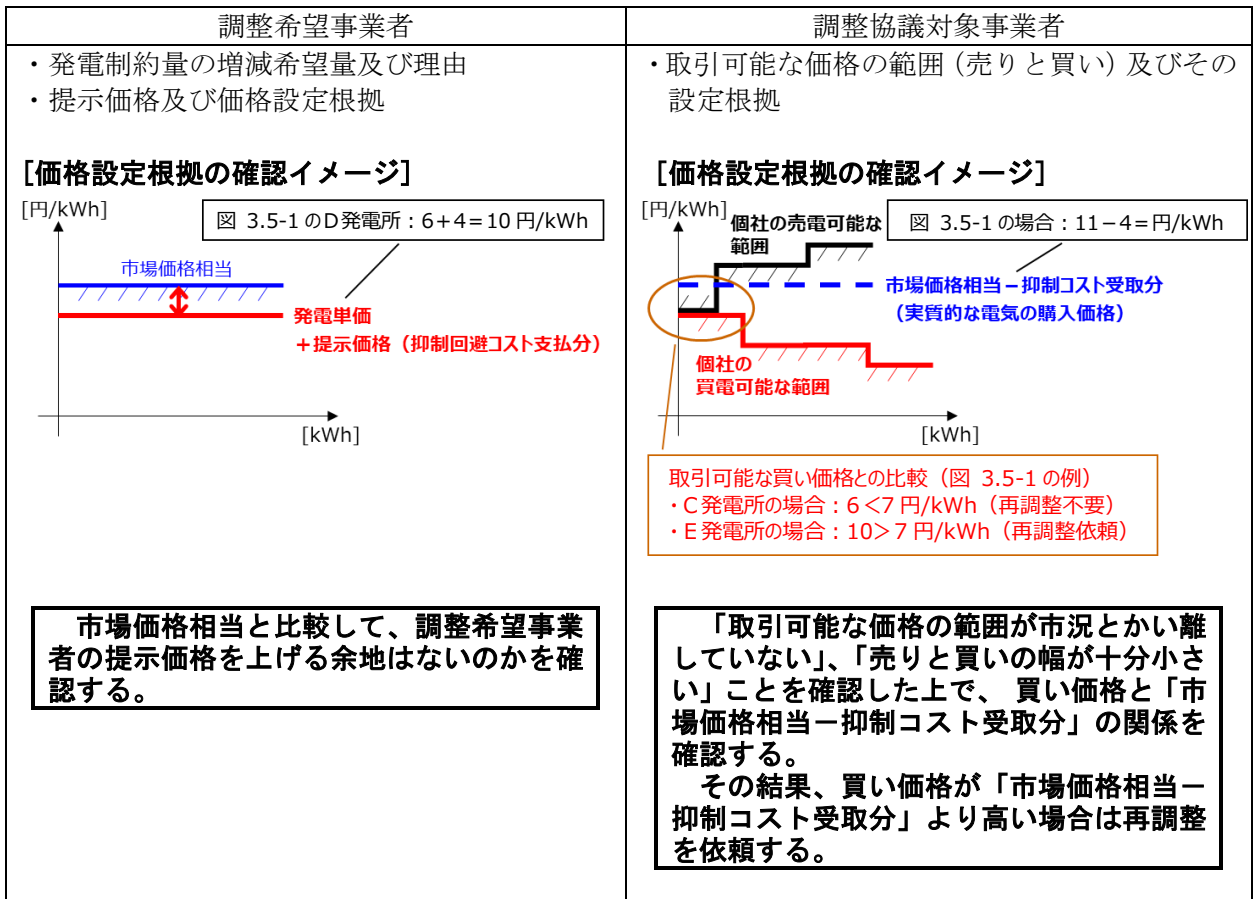 調整希望事業者
・発電制約量の増減希望量及び理由
・提示価格及び価格設定根拠
[価格設定根拠の確認イメージ]
[円/kWh]
図 3.5-1 のD発電所：6+4＝10 円/kWh
市場価格相当
発電単価
＋提示価格（抑制回避コスト支払分）
[kWh]
市場価格相当と比較して、調整希望事業
者の提示価格を上げる余地はないのかを確
認する。
調整協議対象事業者
・取引可能な価格の範囲（売りと買い）及びその
設定根拠
[価格設定根拠の確認イメージ]
[円/kWh]
個社の売電可能な
範囲
図 3.5-1 の場合：11－4＝円/kWh
市場価格相当－抑制コスト受取分
（実質的な電気の購入価格）
個社の
買電可能な範囲
[kWh]
取引可能な買い価格との比較（図 3.5-1 の例）
・C 発電所の場合：6＜7 円/kWh（再調整不要）
・E 発電所の場合：10＞7 円/kWh（再調整依頼）
「取引可能な価格の範囲が市況とかい離
していない」、「売りと買いの幅が十分小さ
い」ことを確認した上で、 買い価格と「市
場価格相当－抑制コスト受取分」の関係を
確認する。
その結果、買い価格が「市場価格相当－
抑制コスト受取分」より高い場合は再調整
を依頼する。